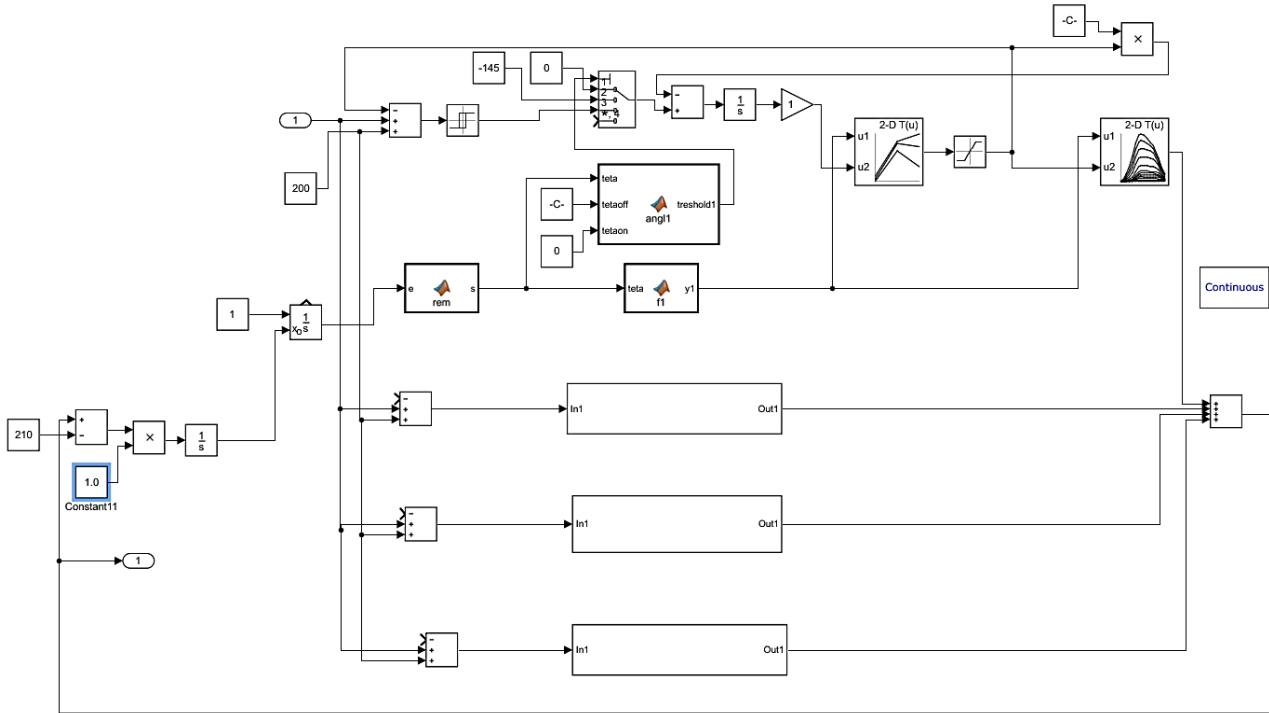 -C-
×
-145
0
1
2
3
*, 4
−
+
1
s
1
2-D T(u)
u1
u2
2-D T(u)
u1
u2
1
−
+
+
200
teta
-C-
tetaoff
angl1
treshold1
0
tetaon
e
rem
s
teta
f1
y1
Continuous
1
1
s
x0
210
+
−
×
1
s
1.0
Constant11
−
+
+
In1
Out1
+
+
+
+
−
+
+
In1
Out1
1
−
+
+
In1
Out1